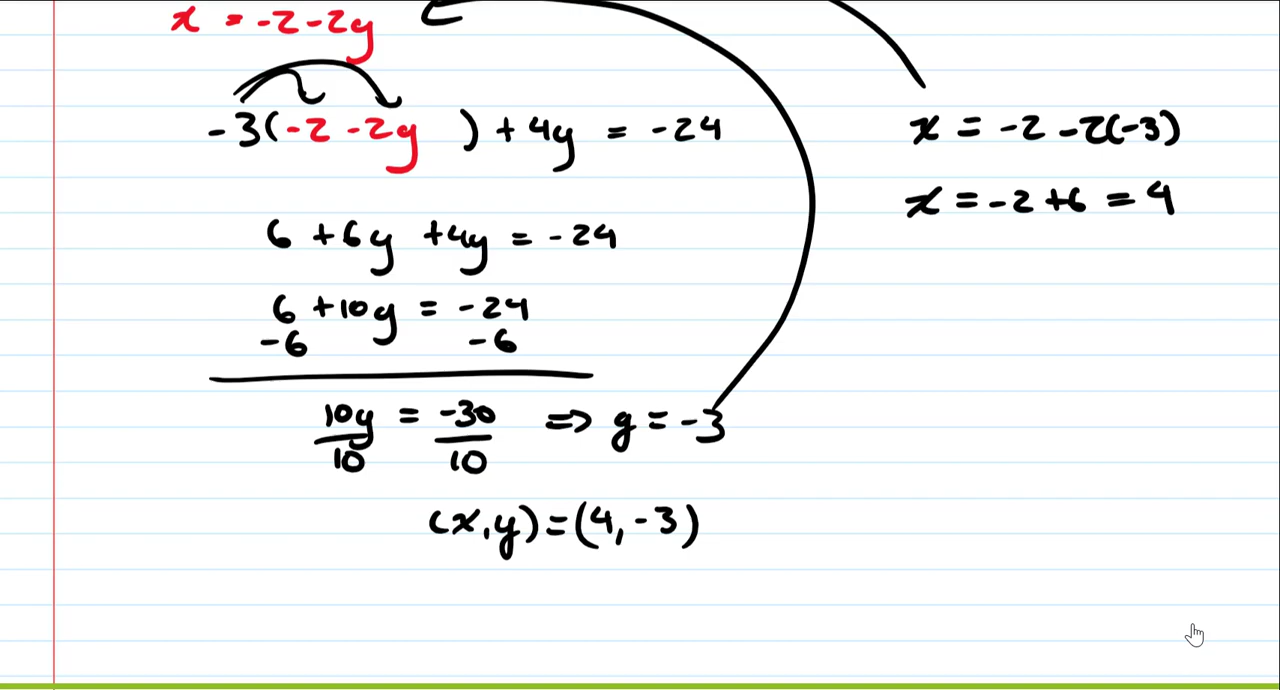 x = -2-2y
-3(-2-2y ) + 4y = -24
6 +6y +4y = -24
6 +10y = -24
-6 -6
10y = -30 => y = -3
10 10
(x,y)=(4,-3)
x = -2 -2(-3)
x = -2 +6 = 4